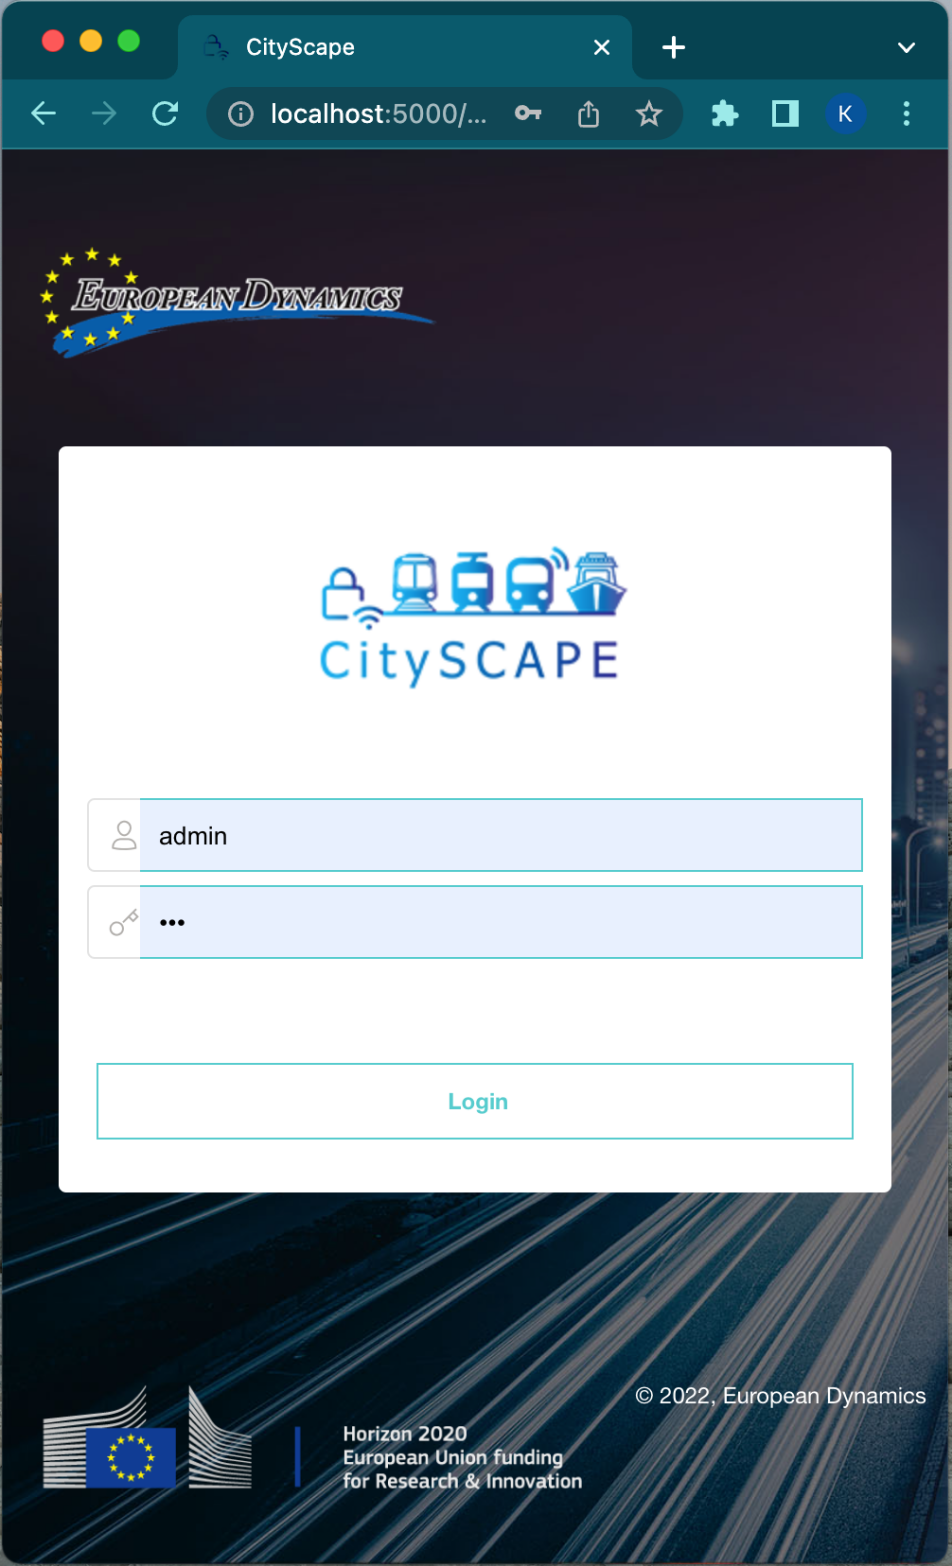 CityScape
localhost:5000/...
K
EUROPEAN DYNAMICS
CitySCAPE
admin
•••
Login
© 2022, European Dynamics
Horizon 2020
European Union funding
for Research & Innovation